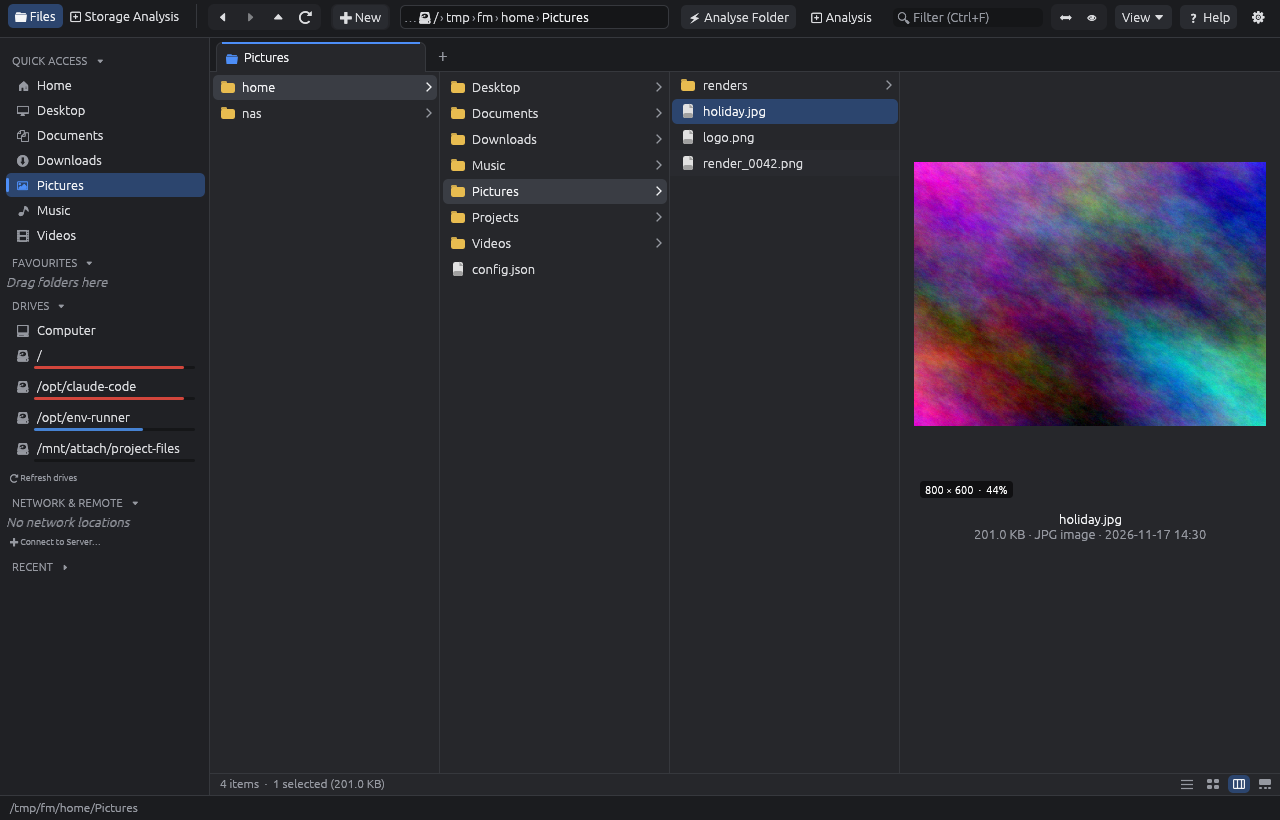 Files
Storage Analysis
New
... / › tmp › fm › home › Pictures
Analyse Folder
Analysis
Filter (Ctrl+F)
View
? Help
QUICK ACCESS
Home
Desktop
Documents
Downloads
Pictures
Music
Videos
FAVOURITES
Drag folders here
DRIVES
Computer
/
/opt/claude-code
/opt/env-runner
/mnt/attach/project-files
Refresh drives
NETWORK & REMOTE
No network locations
Connect to Server...
RECENT
Pictures
home
nas
Desktop
Documents
Downloads
Music
Pictures
Projects
Videos
config.json
renders
holiday.jpg
logo.png
render_0042.png
800 × 600 · 44%
holiday.jpg
201.0 KB · JPG image · 2026-11-17 14:30
4 items · 1 selected (201.0 KB)
/tmp/fm/home/Pictures